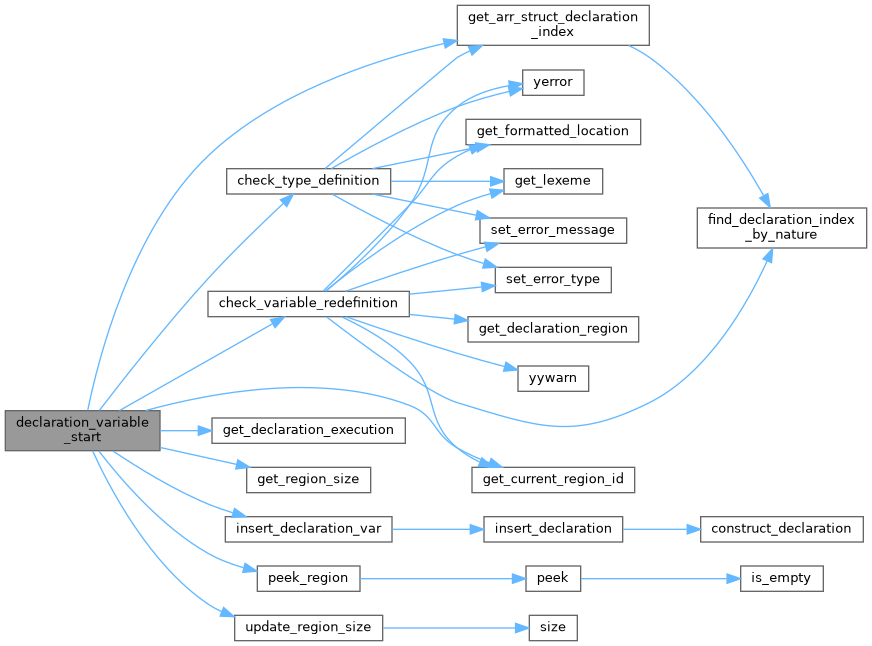 get_arr_struct_declaration
_index
yerror
get_formatted_location
check_type_definition
get_lexeme
find_declaration_index
_by_nature
set_error_message
set_error_type
check_variable_redefinition
get_declaration_region
yywarn
declaration_variable
_start
get_declaration_execution
get_region_size
get_current_region_id
insert_declaration_var
insert_declaration
construct_declaration
peek_region
peek
is_empty
update_region_size
size